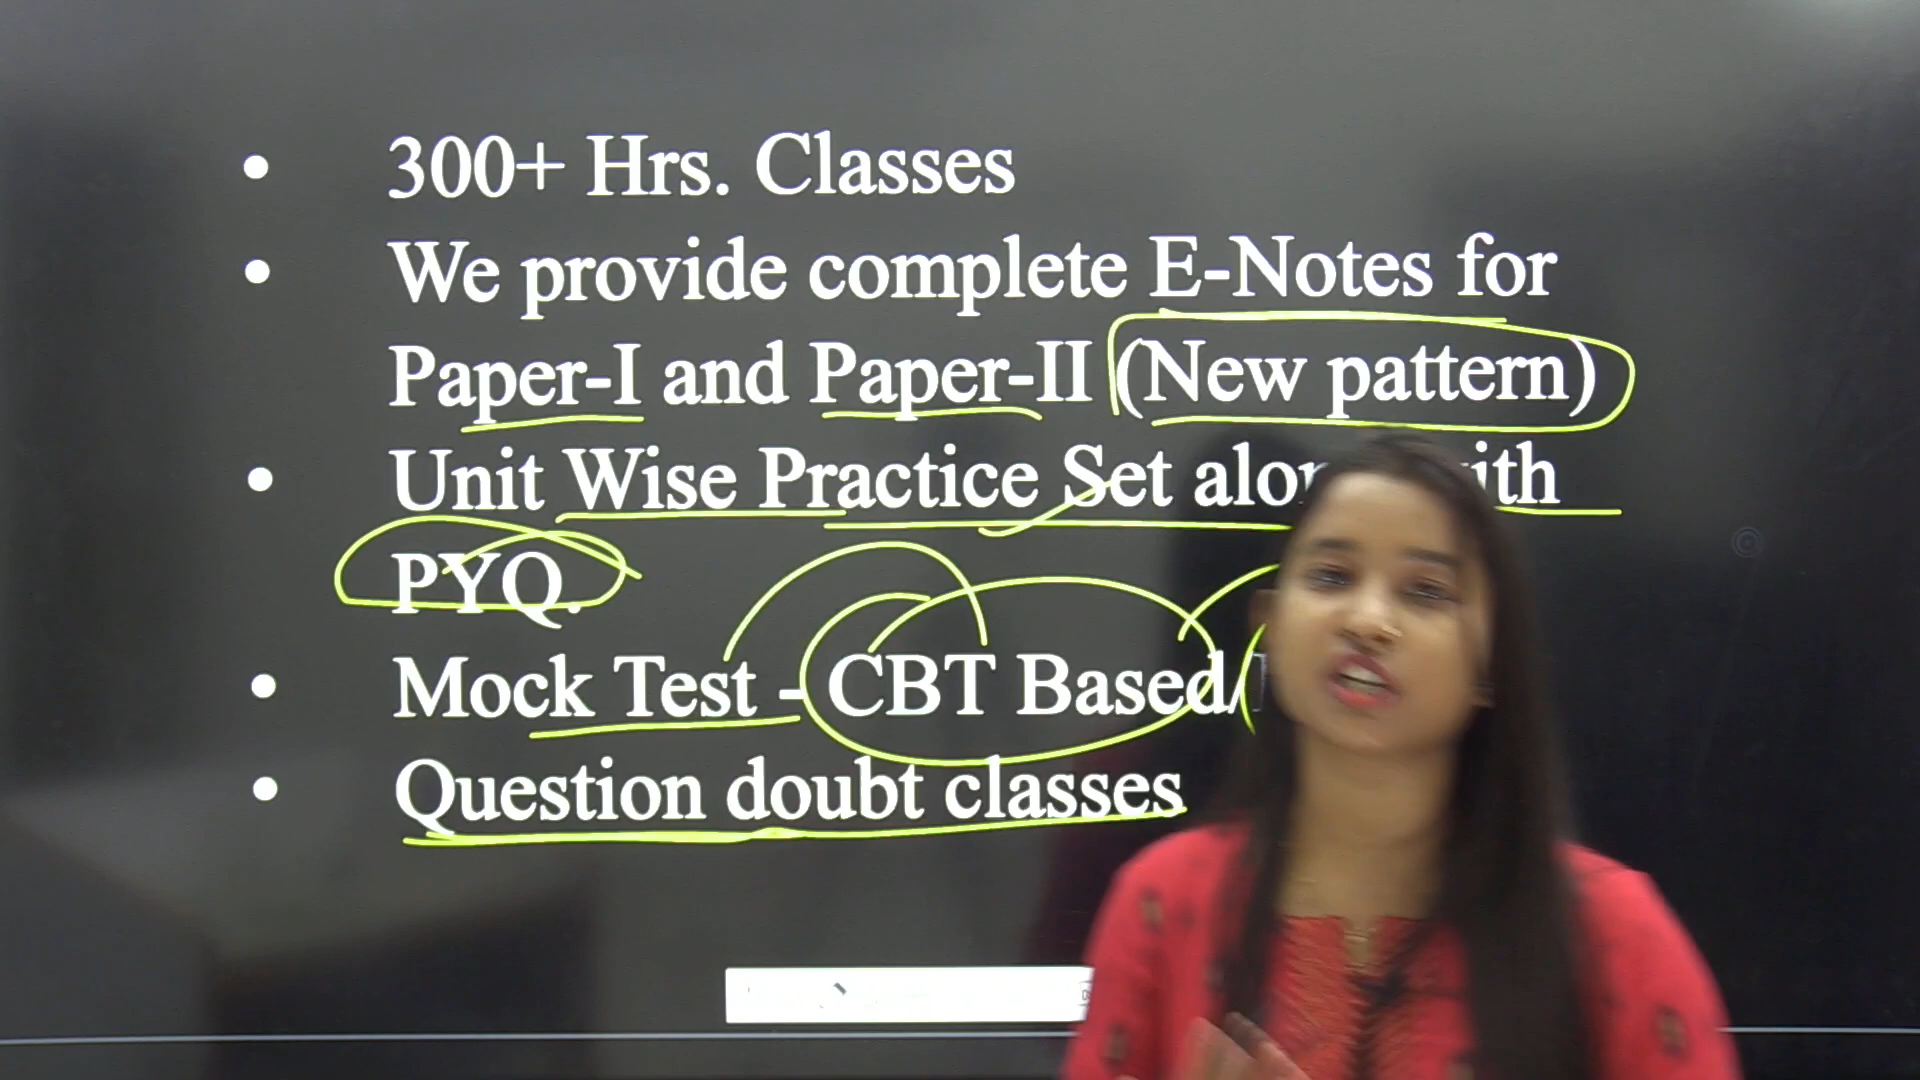 • 300+ Hrs. Classes
• We provide complete E-Notes for
Paper-I and Paper-II (New pattern)
• Unit Wise Practice Set
PYQ.
• Mock Test - CBT Based/
• Question doubt classes